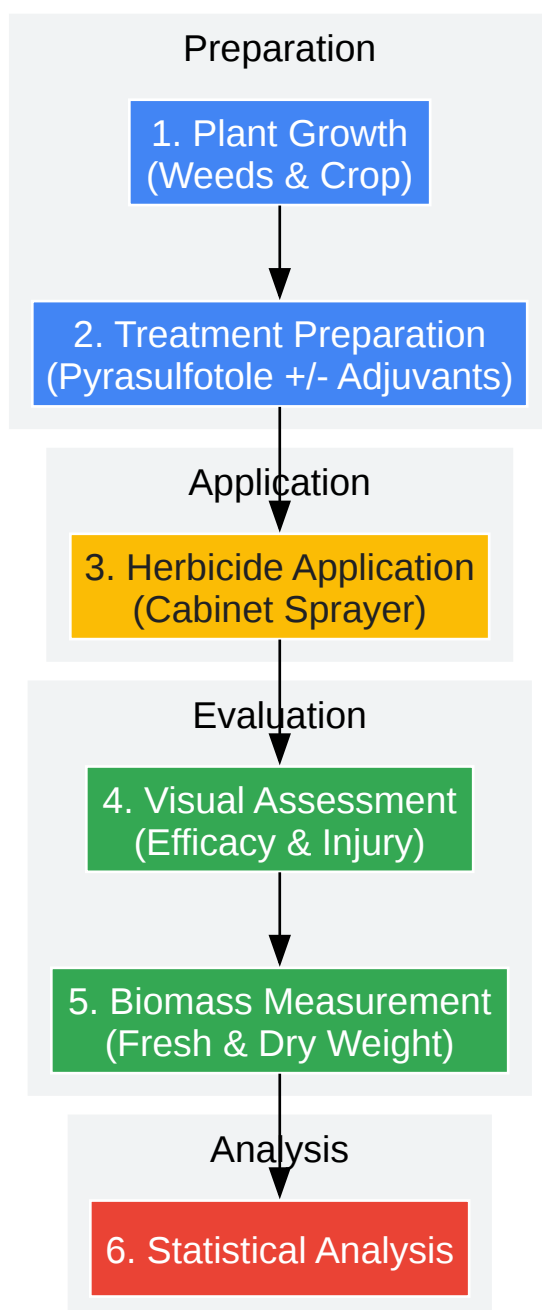 Preparation
1. Plant Growth
(Weeds & Crop)
2. Treatment Preparation
(Pyrasulfotole +/- Adjuvants)
Application
3. Herbicide Application
(Cabinet Sprayer)
Evaluation
4. Visual Assessment
(Efficacy & Injury)
5. Biomass Measurement
(Fresh & Dry Weight)
Analysis
6. Statistical Analysis